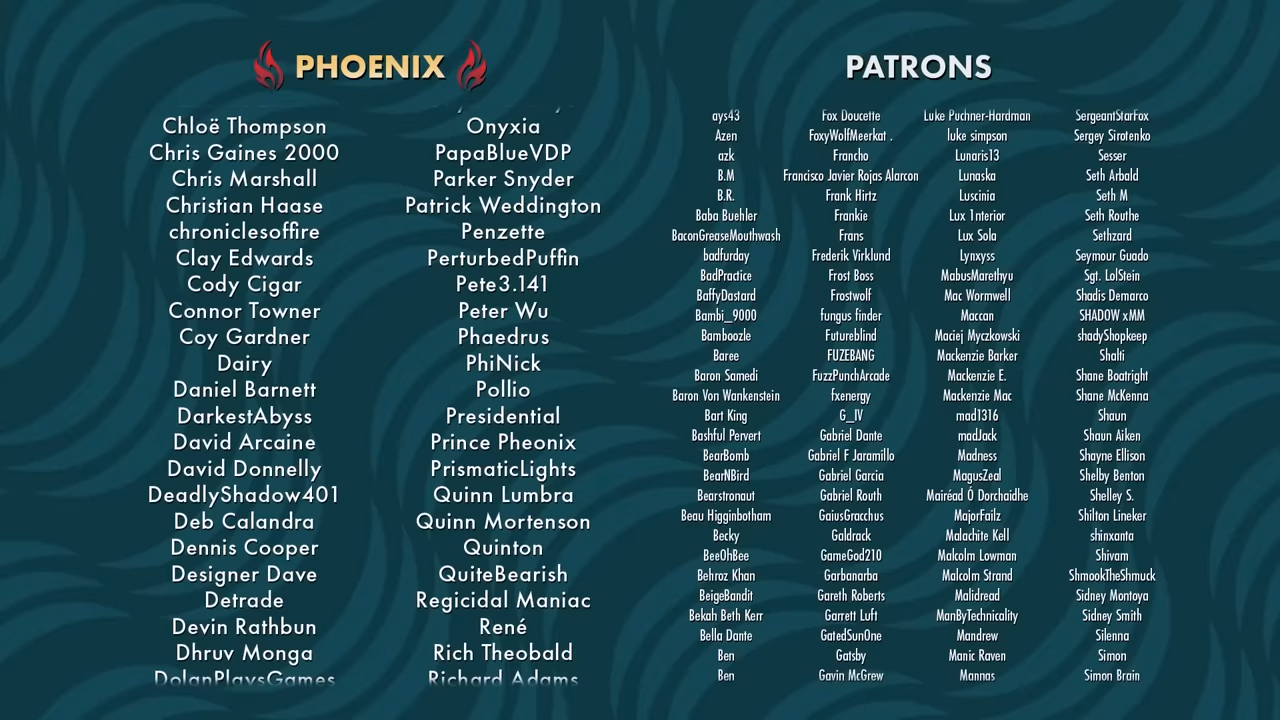 PHOENIX
Chloë Thompson
Chris Gaines 2000
Chris Marshall
Christian Haase
chroniclesoffire
Clay Edwards
Cody Cigar
Connor Towner
Coy Gardner
Dairy
Daniel Barnett
DarkestAbyss
David Arcaine
David Donnelly
DeadlyShadow401
Deb Calandra
Dennis Cooper
Designer Dave
Detrade
Devin Rathbun
Dhruv Monga
DolanPlaysGames
Onyxia
PapaBlueVDP
Parker Snyder
Patrick Weddington
Penzette
PerturbedPuffin
Pete3.141
Peter Wu
Phaedrus
PhiNick
Pollio
Presidential
Prince Pheonix
PrismaticLights
Quinn Lumbra
Quinn Mortenson
Quinton
QuiteBearish
Regicidal Maniac
René
Rich Theobald
Richard Adams
PATRONS
ays43
Azen
azk
B.M
B.R.
Baba Buehler
BaconGreaseMouthwash
badfurday
BadPractice
BaffyDastard
Bambi_9000
Bamboozle
Baree
Baron Samedi
Baron Von Wankenstein
Bart King
Bashful Pervert
BearBomb
BearNBird
Bearstronaut
Beau Higginbotham
Becky
BeeOhBee
Behroz Khan
BeigeBandit
Bekah Beth Kerr
Bella Dante
Ben
Ben
Fox Doucette
FoxyWolfMeerkat .
Francho
Francisco Javier Rojas Alarcon
Frank Hirtz
Frankie
Frans
Frederik Virklund
Frost Boss
Frostwolf
fungus finder
Futureblind
FUZEBANG
FuzzPunchArcade
fxenergy
G_IV
Gabriel Dante
Gabriel F Jaramillo
Gabriel Garcia
Gabriel Routh
GaiusGracchus
Galdrack
GameGod210
Garbanarba
Gareth Roberts
Garrett Luft
GatedSunOne
Gatsby
Gavin McGrew
Luke Puchner-Hardman
luke simpson
Lunaris13
Lunaska
Luscinia
Lux 1nterior
Lux Sola
Lynxyss
MabusMarethyu
Mac Wormwell
Maccan
Maciej Myczkowski
Mackenzie Barker
Mackenzie E.
Mackenzie Mac
mad1316
madJack
Madness
MagusZeal
Mairéad Ó Dorchaidhe
MajorFailz
Malachite Kell
Malcolm Lowman
Malcolm Strand
Malidread
ManByTechnicality
Mandrew
Manic Raven
Mannas
SergeantStarFox
Sergey Sirotenko
Sesser
Seth Arbald
Seth M
Seth Routhe
Sethzard
Seymour Guado
Sgt. LolStein
Shadis Demarco
SHADOW xMM
shadyShopkeep
Shalti
Shane Boatright
Shane McKenna
Shaun
Shaun Aiken
Shayne Ellison
Shelby Benton
Shelley S.
Shilton Lineker
shinxanta
Shivam
ShmookTheShmuck
Sidney Montoya
Sidney Smith
Silenna
Simon
Simon Brain